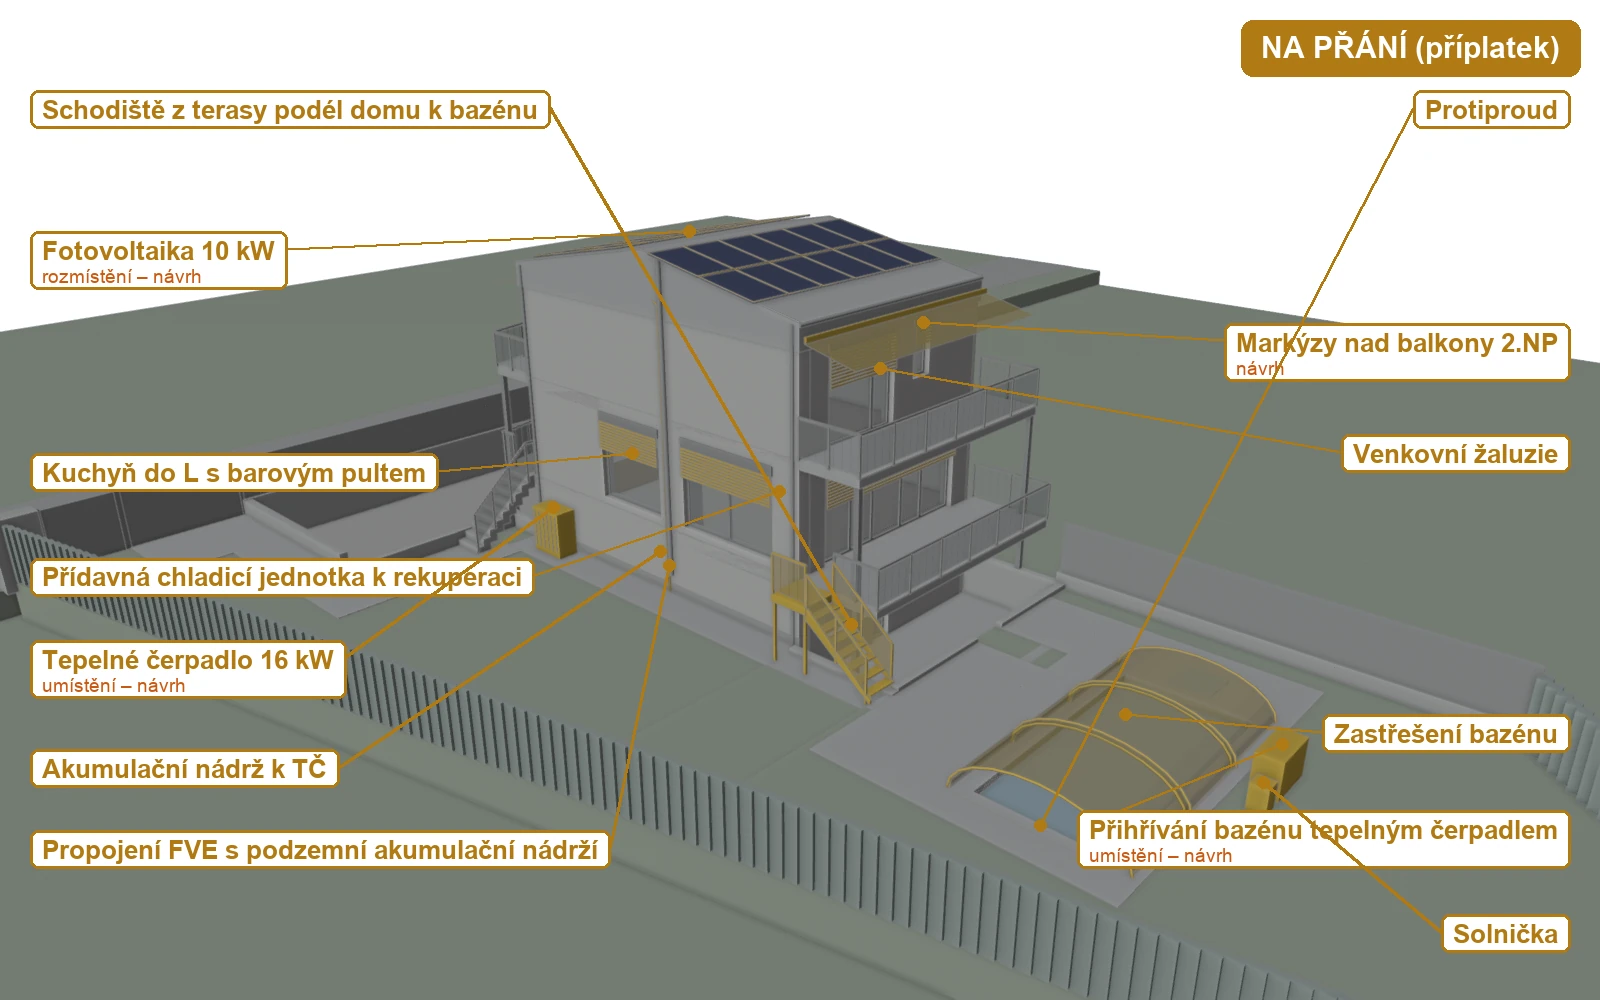 NA PŘÁNÍ (příplatek)
Schodiště z terasy podél domu k bazénu
Protiproud
Fotovoltaika 10 kW
rozmístění – návrh
Markýzy nad balkony 2.NP
návrh
Venkovní žaluzie
Kuchyň do L s barovým pultem
Přídavná chladicí jednotka k rekuperaci
Tepelné čerpadlo 16 kW
umístění – návrh
Zastřešení bazénu
Akumulační nádrž k TČ
Přihřívání bazénu tepelným čerpadlem
umístění – návrh
Propojení FVE s podzemní akumulační nádrží
Solnička